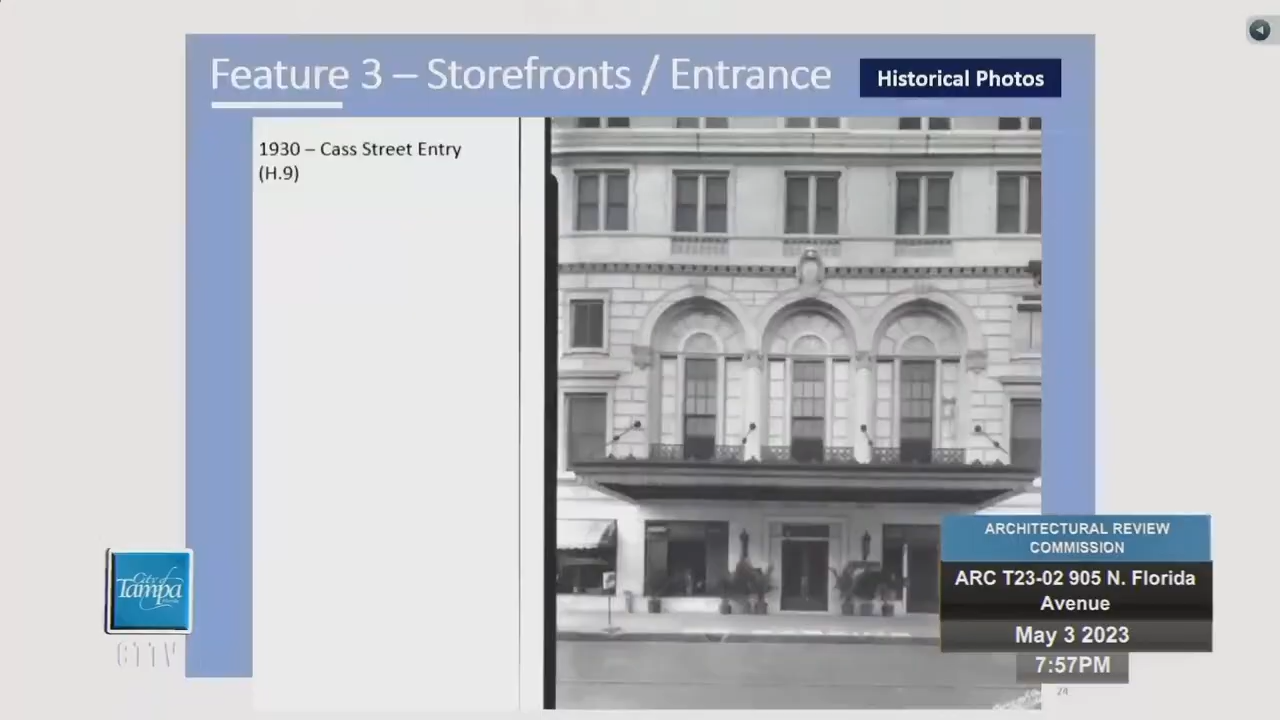 Feature 3 – Storefronts / Entrance
Historical Photos
1930 – Cass Street Entry
(H.9)
ARCHITECTURAL REVIEW
COMMISSION
ARC T23-02 905 N. Florida
Avenue
May 3 2023
7:57PM
24
City of
Tampa
CTTV